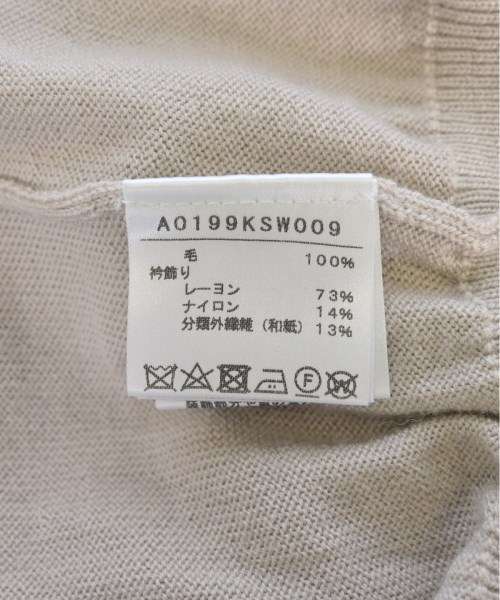 A0199KSW009
毛 100%
衿飾り
レーヨン 73%
ナイロン 14%
分類外繊維（和紙） 13%
F
W